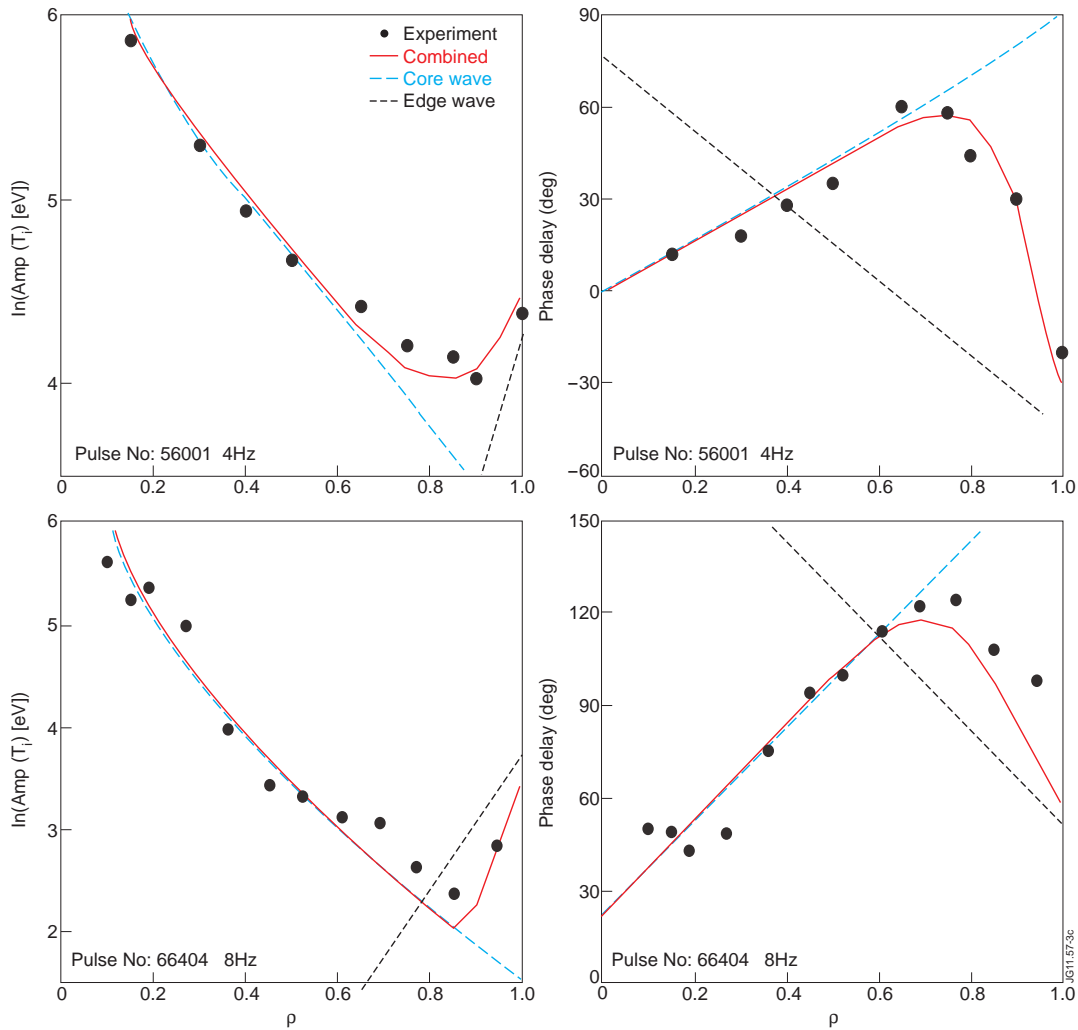 6
5
4
ln(Amp (Ti) [eV])
Experiment
Combined
Core wave
Edge wave
Pulse No: 56001 4Hz
0 0.2 0.4 0.6 0.8 1.0
90
60
30
0
−30
−60
Phase delay (deg)
Pulse No: 56001 4Hz
0 0.2 0.4 0.6 0.8 1.0
6
5
4
3
2
ln(Amp (Ti) [eV])
Pulse No: 66404 8Hz
0 0.2 0.4 0.6 0.8 1.0
ρ
150
120
90
60
30
0
Phase delay (deg)
Pulse No: 66404 8Hz
0 0.2 0.4 0.6 0.8 1.0
ρ
JG11.57-3c